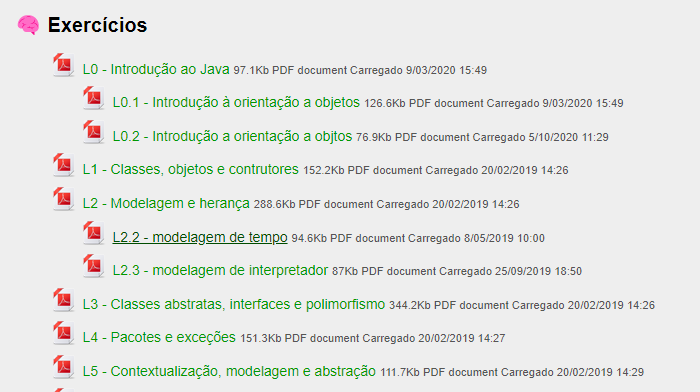 Exercícios
L0 - Introdução ao Java 97.1Kb PDF document Carregado 9/03/2020 15:49
L0.1 - Introdução à orientação a objetos 126.6Kb PDF document Carregado 9/03/2020 15:49
L0.2 - Introdução a orientação a objtos 76.9Kb PDF document Carregado 5/10/2020 11:29
L1 - Classes, objetos e contrutores 152.2Kb PDF document Carregado 20/02/2019 14:26
L2 - Modelagem e herança 288.6Kb PDF document Carregado 20/02/2019 14:26
L2.2 - modelagem de tempo 94.6Kb PDF document Carregado 8/05/2019 10:00
L2.3 - modelagem de interpretador 87Kb PDF document Carregado 25/09/2019 18:50
L3 - Classes abstratas, interfaces e polimorfismo 344.2Kb PDF document Carregado 20/02/2019 14:26
L4 - Pacotes e exceções 151.3Kb PDF document Carregado 20/02/2019 14:27
L5 - Contextualização, modelagem e abstração 111.7Kb PDF document Carregado 20/02/2019 14:29